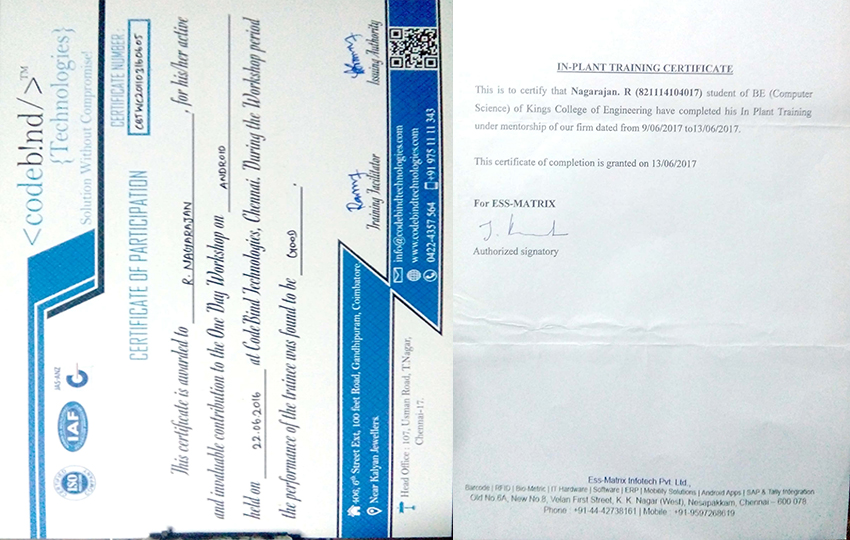 <codeb!nd/>™
{Technologies}
Solution Without Compromise!
IAF
JAS-ANZ
ISO
CERTIFICATE NUMBER :
CBTWC201103160605
CERTIFICATE OF PARTICIPATION
This certificate is awarded to R. NAGARAJAN , for his/her active
and invaluable contribution to the One Day Workshop on ANDROID
held on 22.06.2016 at CodeBind Technologies, Chennai. During the Workshop period
the performance of the trainee was found to be GOOD .
Training Facilitator
Issuing Authority
906, 6th Street Ext, 100 feet Road, Gandhipuram, Coimbatore
Near Kalyan Jewellers.
Head Office : 107, Usman Road, T.Nagar,
Chennai-17.
info@codebindtechnologies.com
www.codebindtechnologies.com
0422-4357 564 +91 975 11 11 343
IN-PLANT TRAINING CERTIFICATE
This is to certify that Nagarajan. R (821114104017) student of BE (Computer
Science) of Kings College of Engineering have completed his In Plant Training
under mentorship of our firm dated from 9/06/2017 to13/06/2017.
This certificate of completion is granted on 13/06/2017
For ESS-MATRIX
Authorized signatory
Ess-Matrix Infotech Pvt. Ltd.,
Barcode | RFID | Bio-Metric | IT Hardware | Software | ERP | Mobility Solutions | Android Apps | SAP & Tally Integration
Old No.6A, New No.8, Velan First Street, K. K. Nagar (West), Nesapakkam, Chennai – 600 078
Phone : +91-44-42738161 | Mobile : +91-9597268619